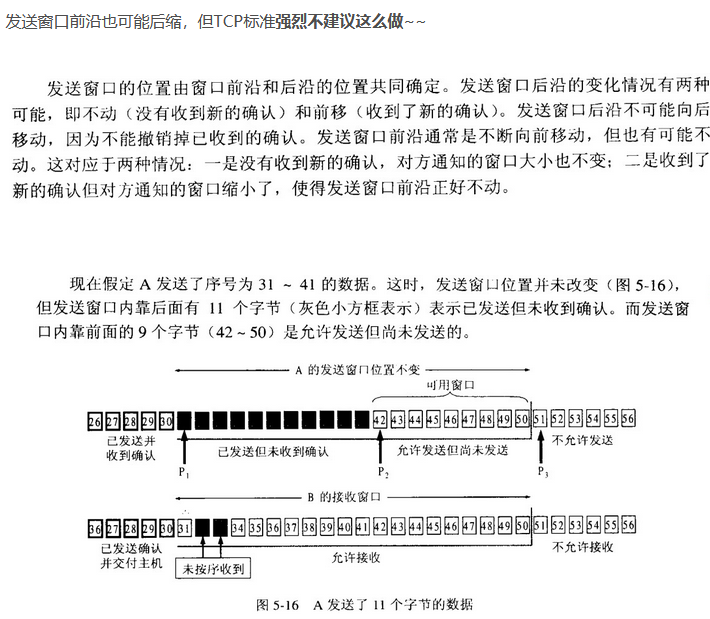 发送窗口前沿也可能后缩，但TCP标准强烈不建议这么做~~
发送窗口的位置由窗口前沿和后沿的位置共同确定。发送窗口后沿的变化情况有两种
可能，即不动（没有收到新的确认）和前移（收到了新的确认）。发送窗口后沿不可能向后
移动，因为不能撤销掉已收到的确认。发送窗口前沿通常是不断向前移动，但也有可能不
动。这对应于两种情况：一是没有收到新的确认，对方通知的窗口大小也不变；二是收到了
新的确认但对方通知的窗口缩小了，使得发送窗口前沿正好不动。
现在假定 A 发送了序号为 31 ~ 41 的数据。这时，发送窗口位置并未改变（图 5-16），
但发送窗口内靠后面有 11 个字节（灰色小方框表示）表示已发送但未收到确认。而发送窗
口内靠前面的 9 个字节（42 ~ 50）是允许发送但尚未发送的。
A 的发送窗口位置不变
可用窗口
26 27 28 29 30 42 43 44 45 46 47 48 49 50 51 52 53 54 55 56
已发送并 已发送但未收到确认 允许发送但尚未发送 不允许发送
收到确认
P1 P2 P3
B 的接收窗口
36 27 28 29 30 31 34 35 36 37 38 39 40 41 42 43 44 45 46 47 48 49 50 51 52 53 54 55 56
已发送确认 允许接收 不允许接收
并交付主机 未按序收到
图 5-16 A 发送了 11 个字节的数据